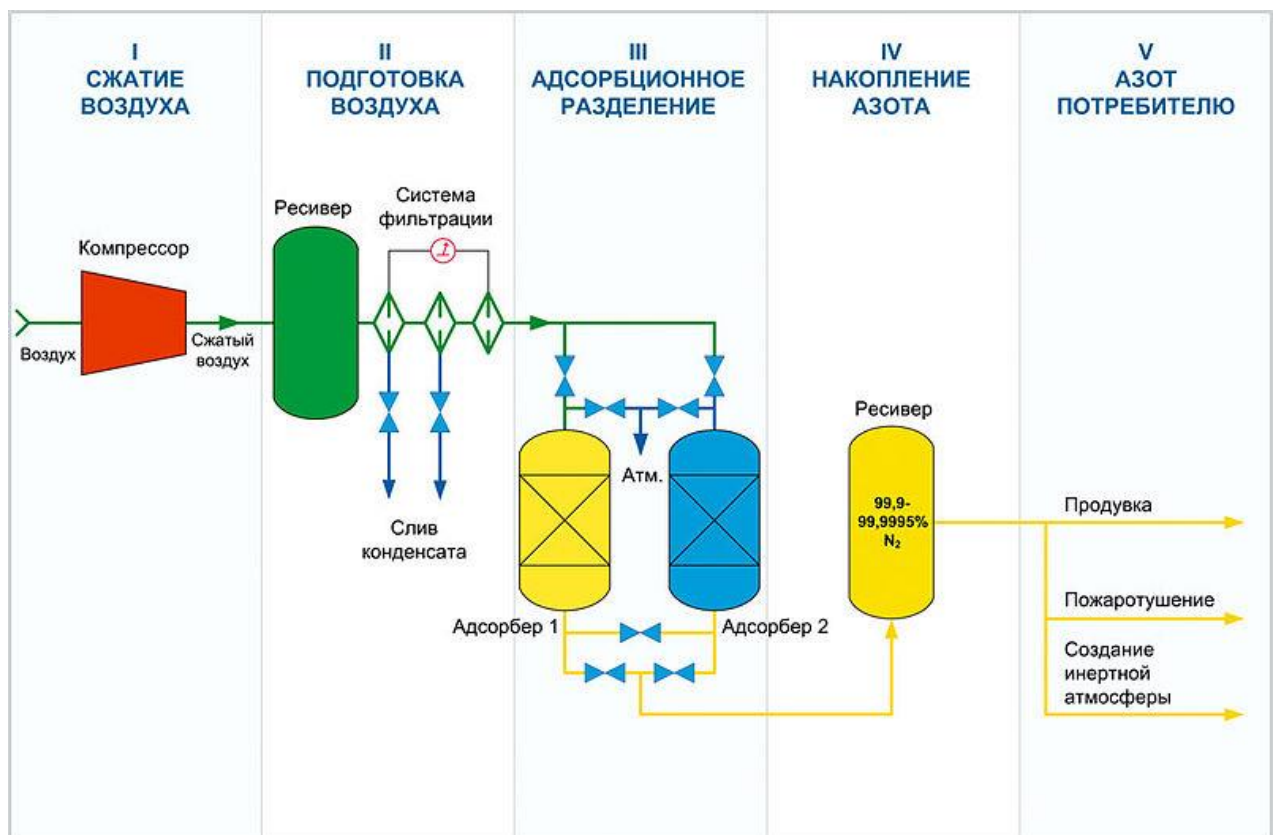 I
СЖАТИЕ
ВОЗДУХА
II
ПОДГОТОВКА
ВОЗДУХА
III
АДСОРБЦИОННОЕ
РАЗДЕЛЕНИЕ
IV
НАКОПЛЕНИЕ
АЗОТА
V
АЗОТ
ПОТРЕБИТЕЛЮ
Компрессор
Воздух
Сжатый
воздух
Ресивер
Система
фильтрации
Слив
конденсата
Атм.
Адсорбер 1
Адсорбер 2
Ресивер
99,9-
99,9995%
N₂
Продувка
Пожаротушение
Создание
инертной
атмосферы